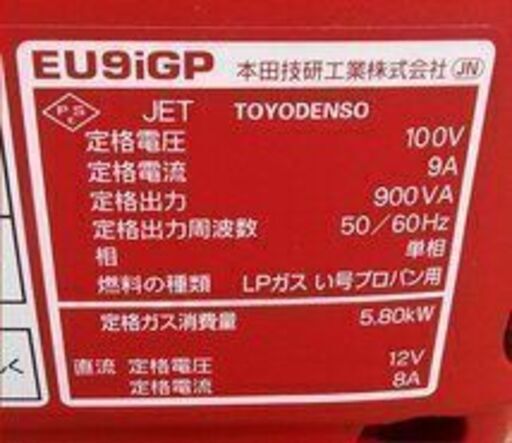 EU9iGP 本田技研工業株式会社 JN
PSE JET TOYODENSO
定格電圧 100V
定格電流 9A
定格出力 900VA
定格出力周波数 50/60Hz
相 単相
燃料の種類 LPガス い号プロパン用
定格ガス消費量 5.80kW
直流 定格電圧 12V
定格電流 8A
く